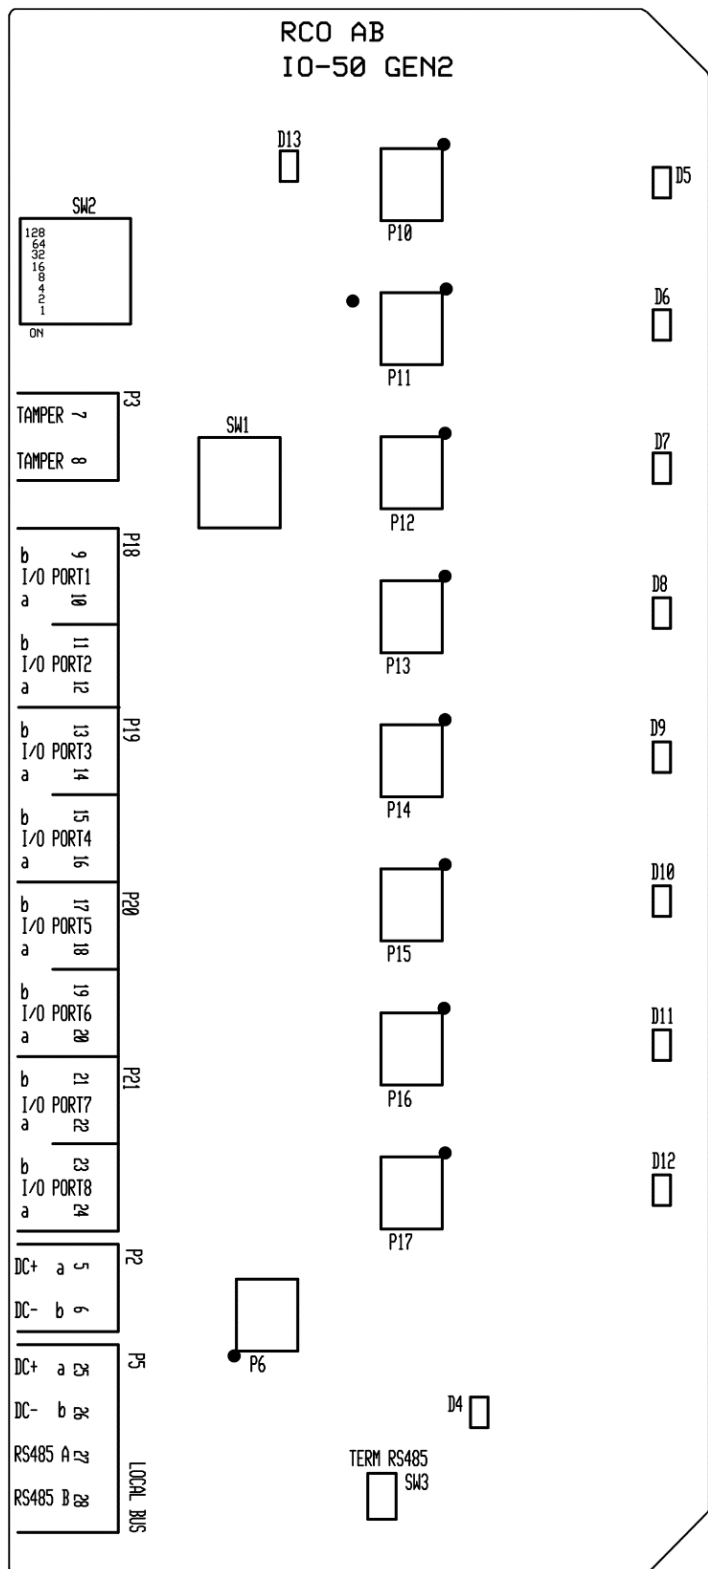 RCO AB
IO-50 GEN2
D13
D5
P10
SW2
128
64
32
16
8
4
2
1
ON
D6
P11
P3
TAMPER 7
TAMPER 8
SW1
D7
P12
P18
b 9
I/O PORT1
a 10
D8
b 11
I/O PORT2
a 12
P13
P19
b 13
I/O PORT3
a 14
D9
b 15
I/O PORT4
a 16
P14
P20
b 17
I/O PORT5
a 18
D10
P15
b 19
I/O PORT6
a 20
D11
P21
b 21
I/O PORT7
a 22
P16
b 23
I/O PORT8
a 24
D12
P17
P2
DC+ a 5
DC- b 6
P6
P5
DC+ a 25
DC- b 26
RS485 A 27
RS485 B 28
LOCAL BUS
D4
TERM RS485
SW3